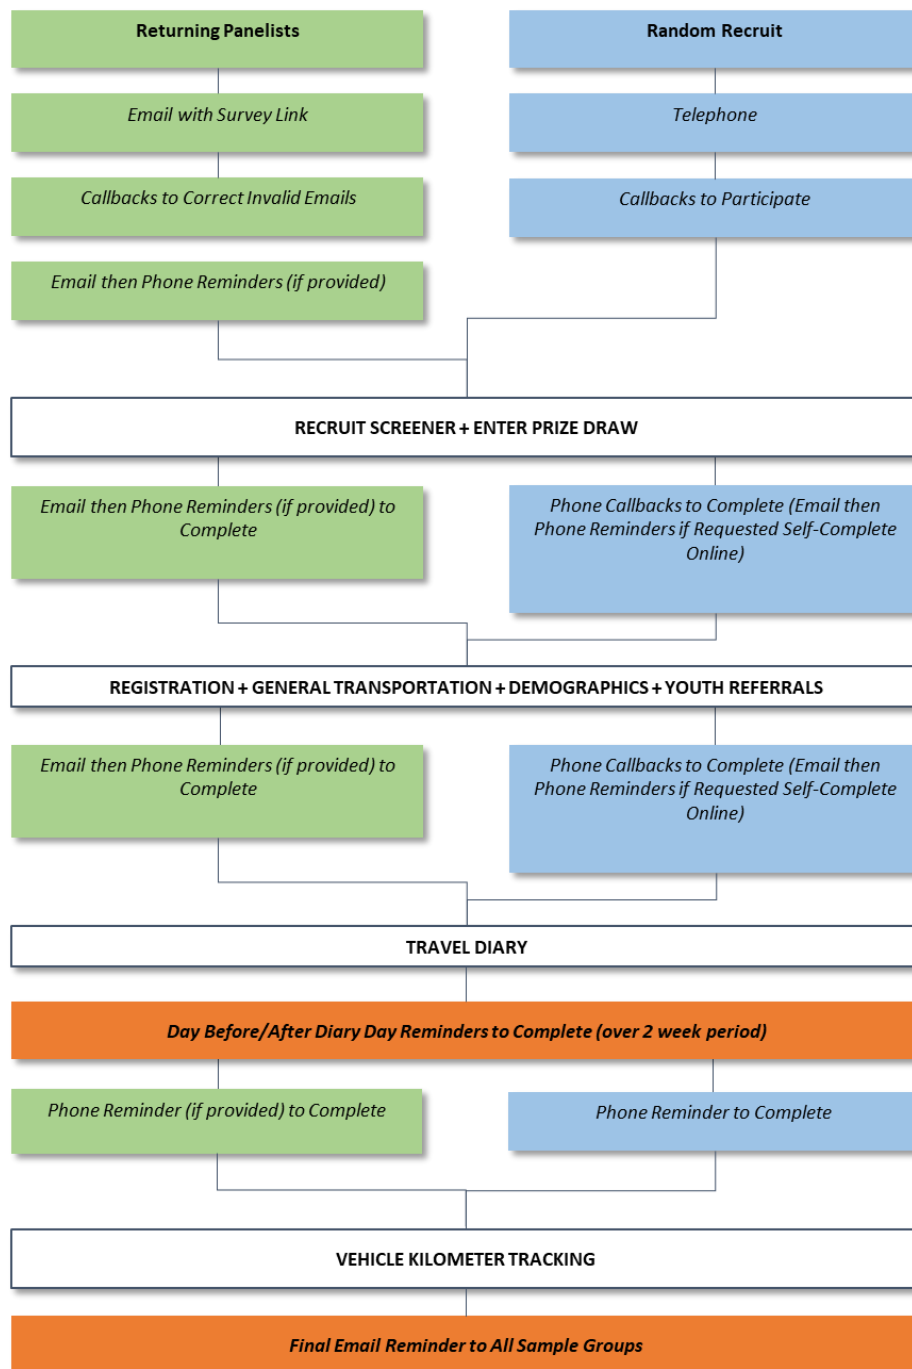 Returning Panelists
Random Recruit
Email with Survey Link
Telephone
Callbacks to Correct Invalid Emails
Callbacks to Participate
Email then Phone Reminders (if provided)
RECRUIT SCREENER + ENTER PRIZE DRAW
Email then Phone Reminders (if provided) to
Complete
Phone Callbacks to Complete (Email then
Phone Reminders if Requested Self-Complete
Online)
REGISTRATION + GENERAL TRANSPORTATION + DEMOGRAPHICS + YOUTH REFERRALS
Email then Phone Reminders (if provided) to
Complete
Phone Callbacks to Complete (Email then
Phone Reminders if Requested Self-Complete
Online)
TRAVEL DIARY
Day Before/After Diary Day Reminders to Complete (over 2 week period)
Phone Reminder (if provided) to Complete
Phone Reminder to Complete
VEHICLE KILOMETER TRACKING
Final Email Reminder to All Sample Groups